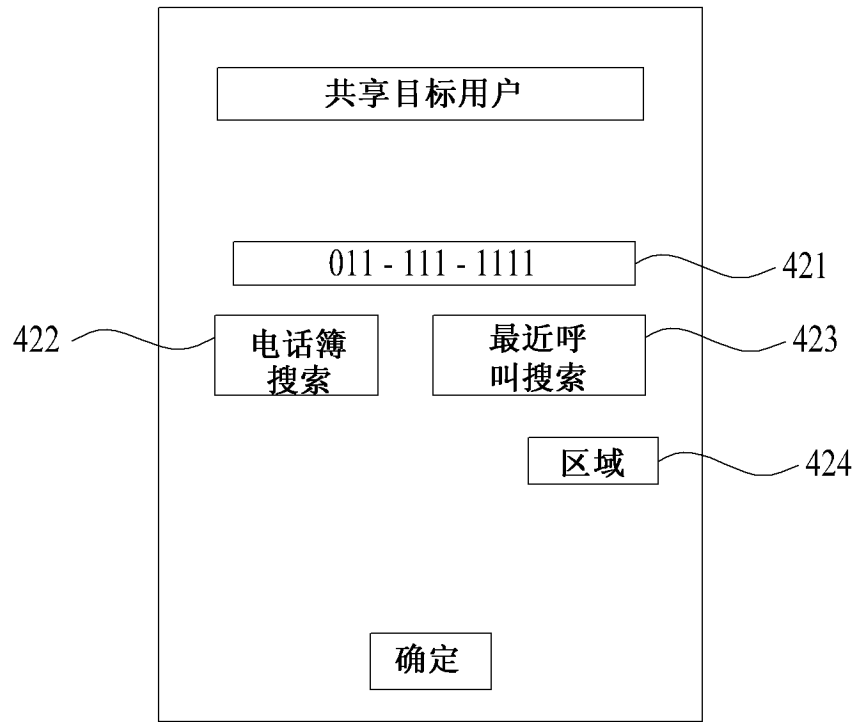 共享目标用户
011 - 111 - 1111
421
422
电话簿
搜索
最近呼
叫搜索
423
区域
424
确定